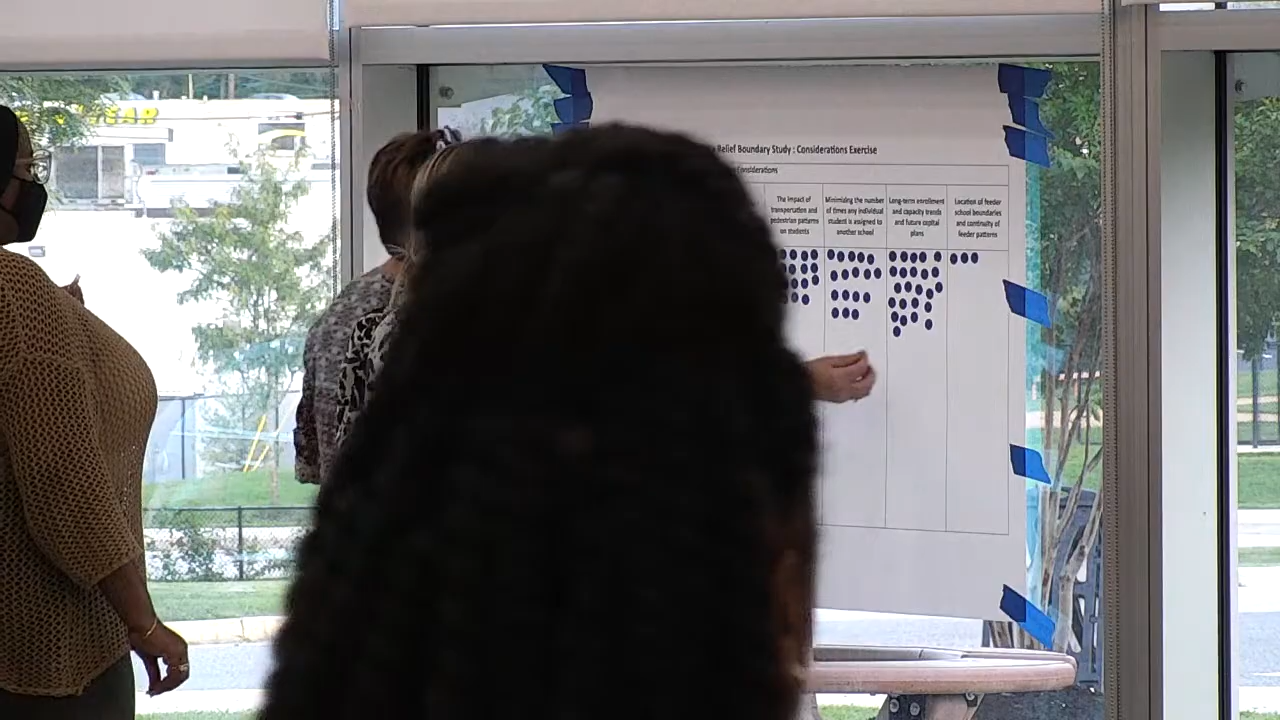 Relief Boundary Study : Considerations Exercise
Considerations
The impact of
transportation and
pedestrian patterns
on students
Minimizing the number
of times any individual
student is assigned to
another school
Long-term enrollment
and capacity trends
and future capital
plans
Location of feeder
school boundaries
and continuity of
feeder patterns